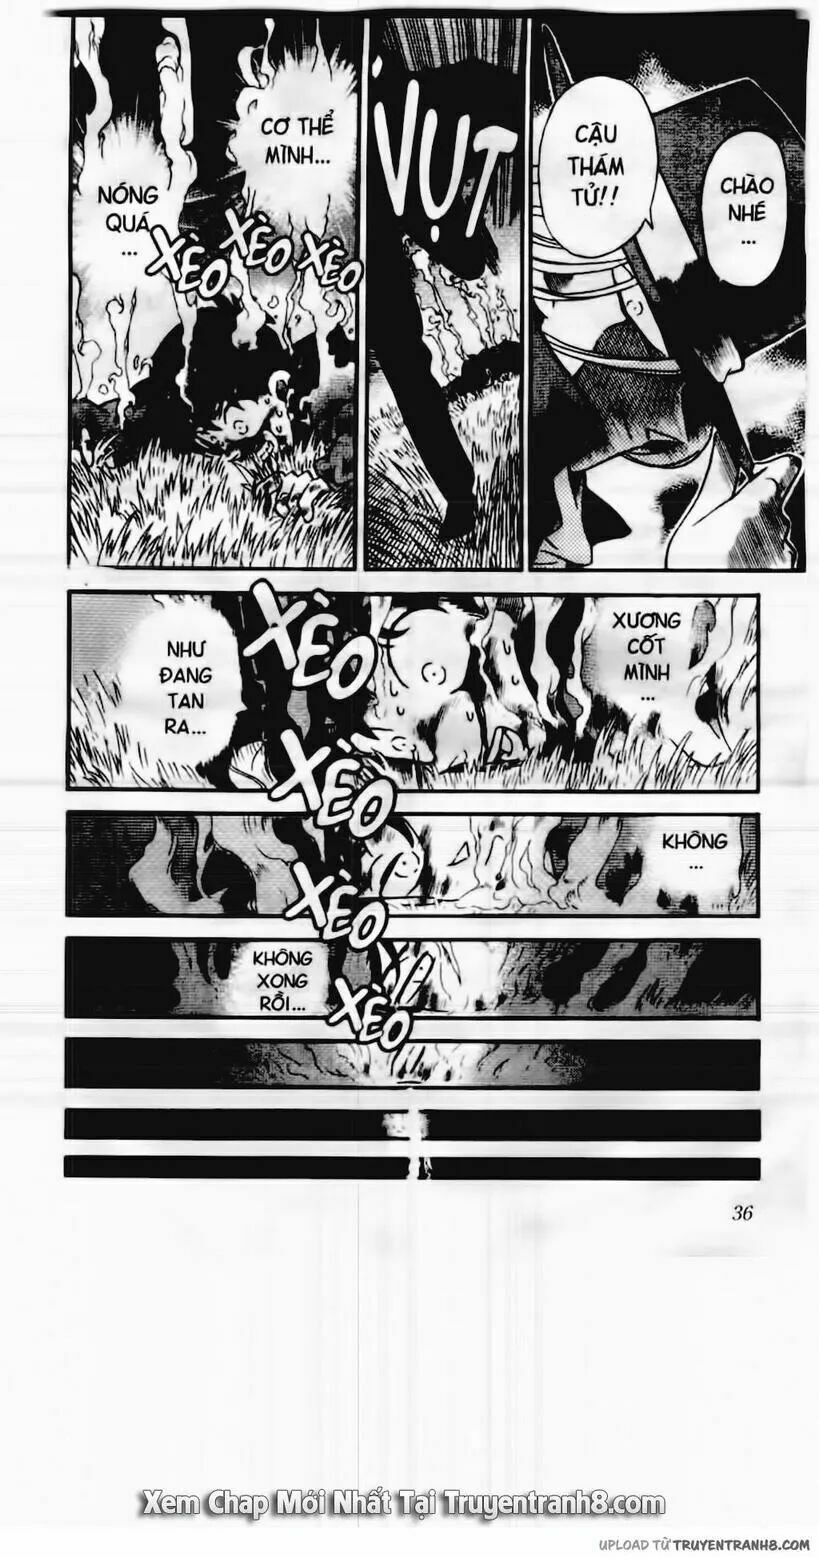 CHÀO
NHÉ
...
CẬU
THÁM
TỬ!!
VỤT
CƠ THỂ
MÌNH...
NÓNG
QUÁ
...
XÈO
XÈO
XÈO
XƯƠNG
CỐT
MÌNH
...
XÈO
NHƯ
ĐANG
TAN
RA...
XÈO
KHÔNG
...
XÈO
KHÔNG
XONG
RỒI...
XÈO
36
Xem Chap Mới Nhất Tại Truyentranh8.com
UPLOAD TỪ TRUYENTRANH8.COM